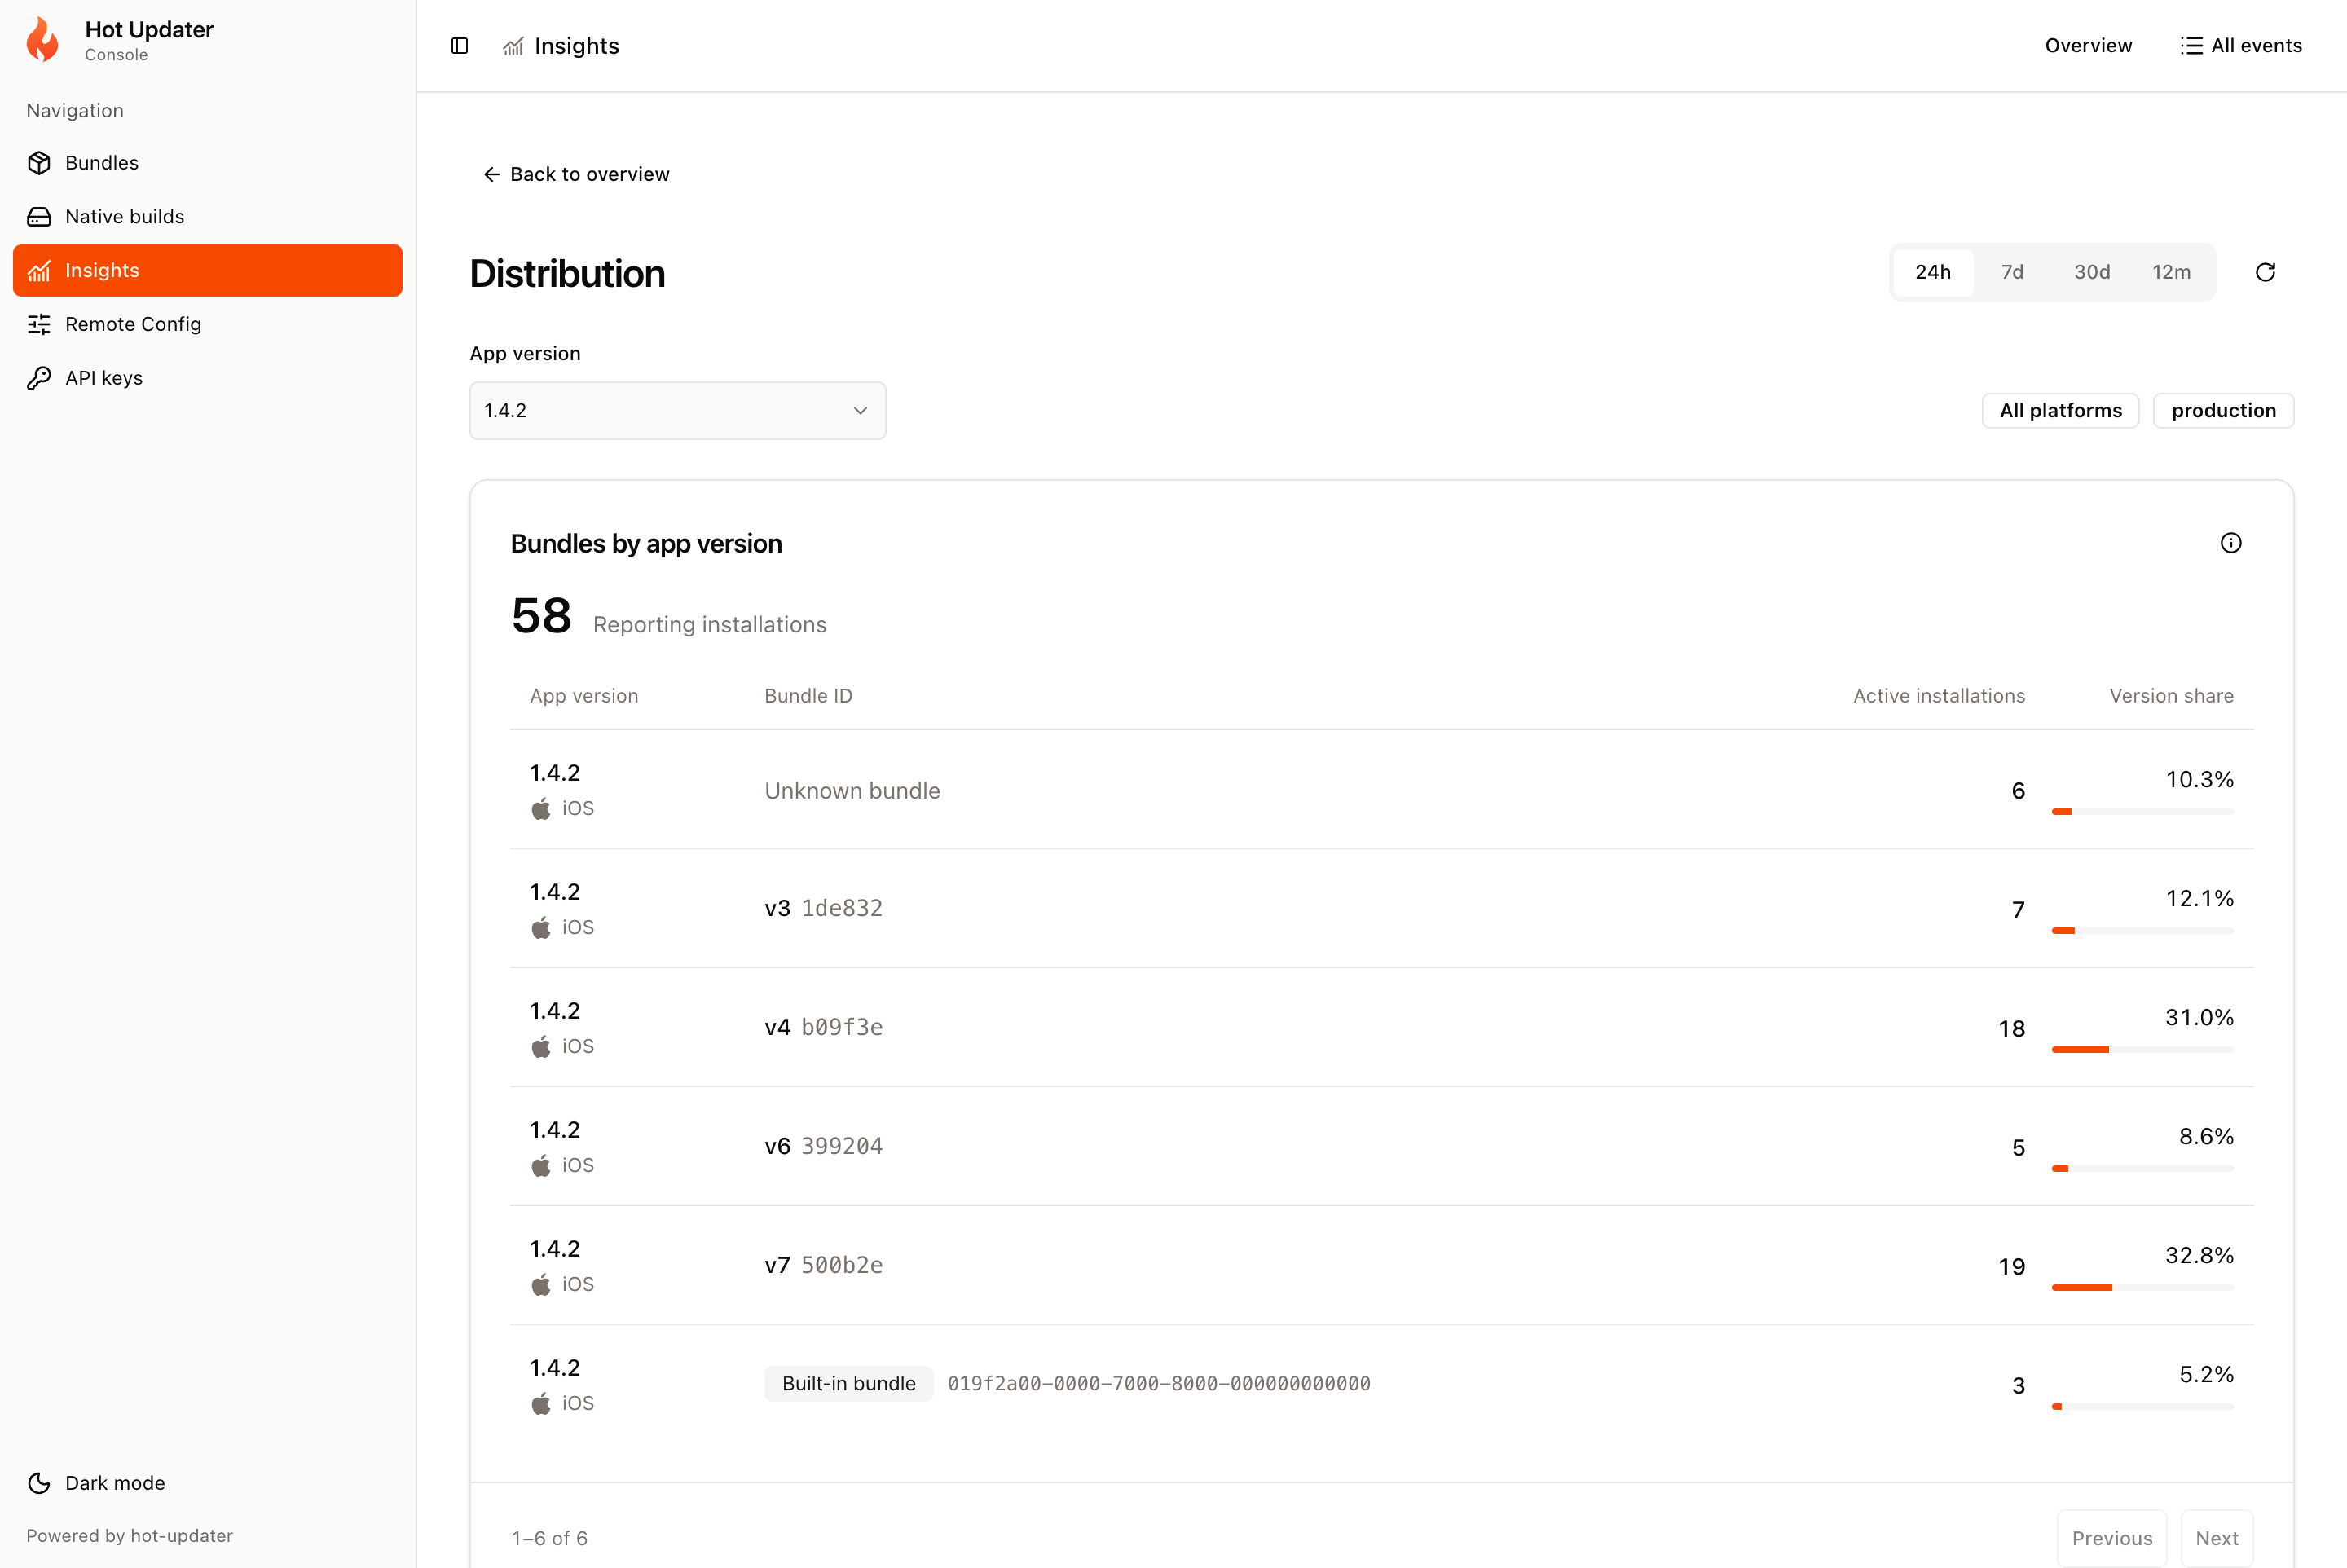 Hot Updater
Console
Navigation
Bundles
Native builds
Insights
Remote Config
API keys
Dark mode
Powered by hot-updater
Insights
Overview
All events
Back to overview
Distribution
24h 7d 30d 12m
App version
1.4.2
All platforms
production
Bundles by app version
58 Reporting installations
App version Bundle ID Active installations Version share
1.4.2
iOS
Unknown bundle
6
10.3%
1.4.2
iOS
v3 1de832
7
12.1%
1.4.2
iOS
v4 b09f3e
18
31.0%
1.4.2
iOS
v6 399204
5
8.6%
1.4.2
iOS
v7 500b2e
19
32.8%
1.4.2
iOS
Built-in bundle 019f2a00-0000-7000-8000-000000000000
3
5.2%
1–6 of 6
Previous
Next